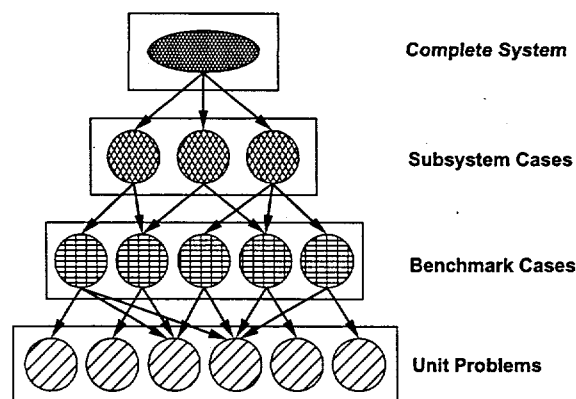 Complete System
Subsystem Cases
Benchmark Cases
Unit Problems